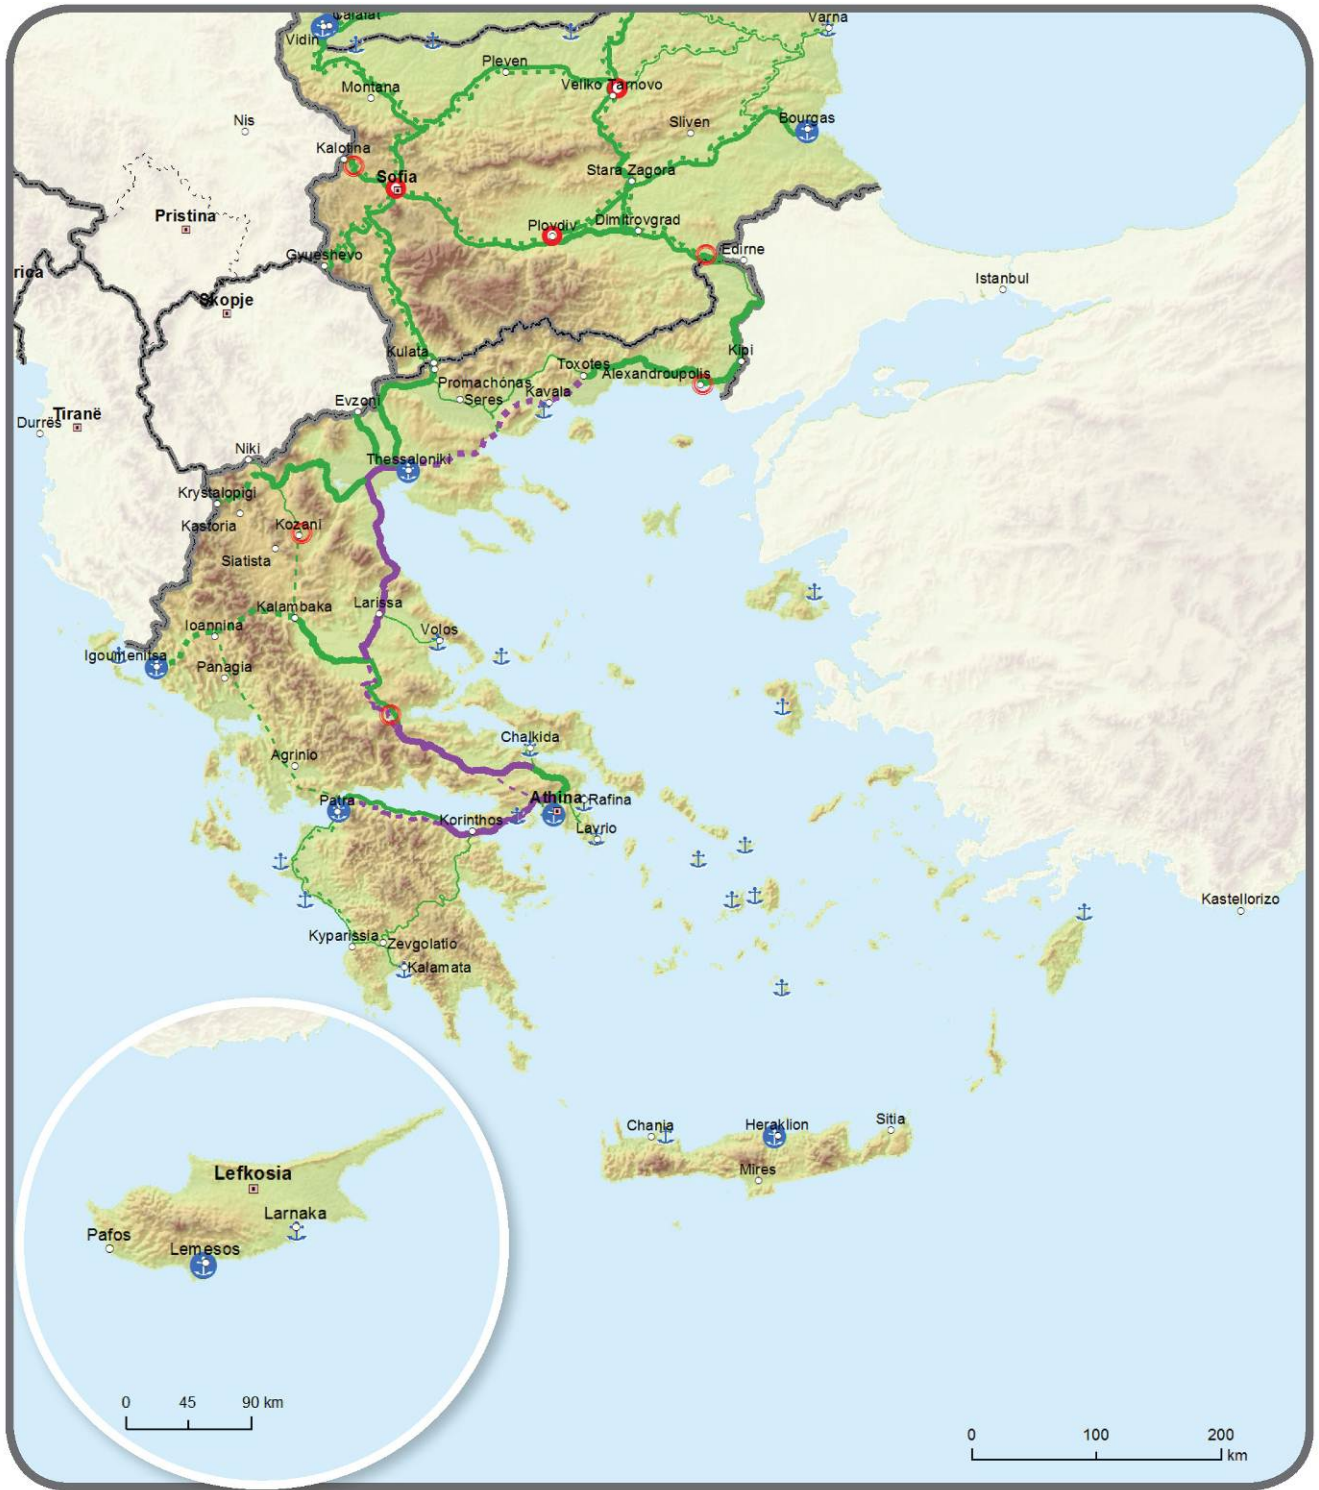 Calafat
Varna
Vidin
Pleven
Montana
Veliko Tarnovo
Nis
Sliven
Bourgas
Kalotina
Sofia
Stara Zagora
Pristina
Plovdiv
Dimitrovgrad
Gyueshevo
Edirne
rica
Istanbul
Skopje
Kulata
Kipi
Toxotes
Promachonas
Alexandroupolis
Kavala
Evzoni
Seres
Durrës
Tiranë
Niki
Thessaloniki
Krystalopigi
Kastoria
Kozani
Siatista
Kalambaka
Larissa
Ioannina
Volos
Igoumenitsa
Panagia
Chalkida
Agrinio
Patra
Athina
Rafina
Korinthos
Lavrio
Kastellorizo
Kyparissia
Zevgolatio
Kalamata
Chania
Heraklion
Sitia
Mires
Lefkosia
Larnaka
Pafos
Lemesos
0 45 90 km
0 100 200
km